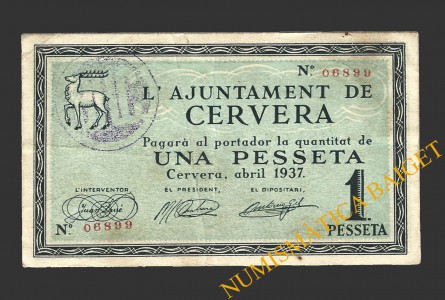 Nº 06899
L'AJUNTAMENT DE
CERVERA
Pagarà al portador la quantitat de
UNA PESSETA
Cervera, abril 1937.
L'INTERVENTOR EL PRESIDENT, EL DIPOSITARI,
1
Nº 06899
PESSETA
NUMISMÀTICA BAIGET